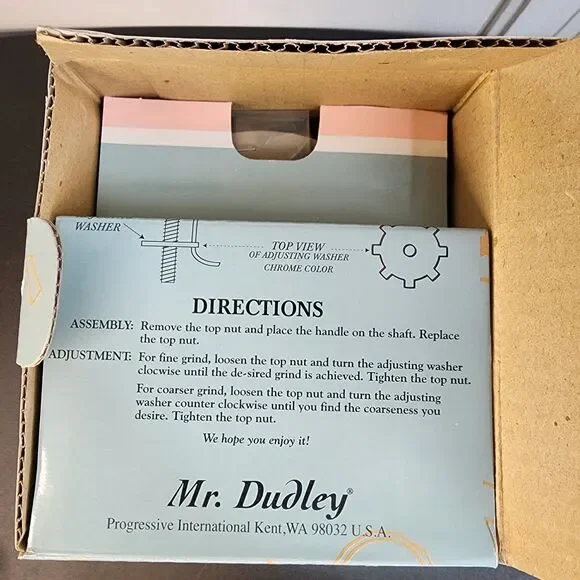 WASHER
TOP VIEW
OF ADJUSTING WASHER
CHROME COLOR
DIRECTIONS
ASSEMBLY: Remove the top nut and place the handle on the shaft. Replace
the top nut.
ADJUSTMENT: For fine grind, loosen the top nut and turn the adjusting washer
clocwise until the de-sired grind is achieved. Tighten the top nut.
For coarser grind, loosen the top nut and turn the adjusting
washer counter clockwise until you find the coarseness you
desire. Tighten the top nut.
We hope you enjoy it!
Mr. Dudley®
Progressive International Kent,WA 98032 U.S.A.